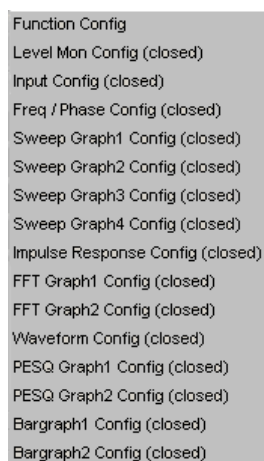 Function Config
Level Mon Config (closed)
Input Config (closed)
Freq / Phase Config (closed)
Sweep Graph1 Config (closed)
Sweep Graph2 Config (closed)
Sweep Graph3 Config (closed)
Sweep Graph4 Config (closed)
Impulse Response Config (closed)
FFT Graph1 Config (closed)
FFT Graph2 Config (closed)
Waveform Config (closed)
PESQ Graph1 Config (closed)
PESQ Graph2 Config (closed)
Bargraph1 Config (closed)
Bargraph2 Config (closed)